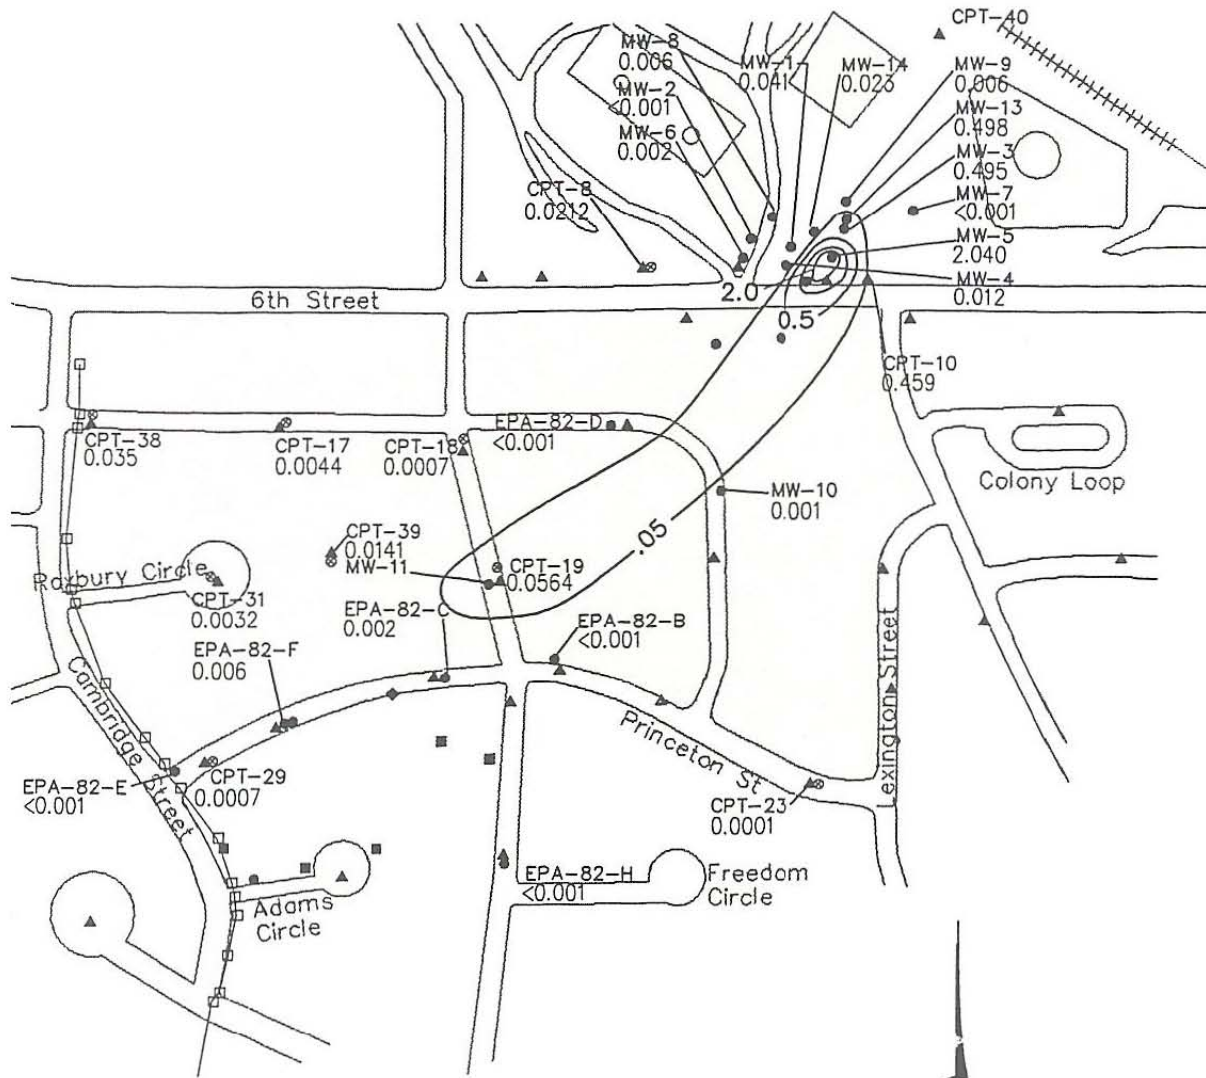 CPT-40
MW-8
0.006
MW-1
0.041
MW-14
0.023
MW-9
0.006
MW-2
<0.001
MW-13
0.498
MW-6
0.002
MW-3
0.495
CPT-8
0.0212
MW-7
<0.001
MW-5
2.040
MW-4
0.012
6th Street
2.0
0.5
CPT-10
0.459
EPA-82-D
<0.001
CPT-38
0.035
CPT-17
0.0044
CPT-18
0.0007
Colony Loop
MW-10
0.001
.05
CPT-39
0.0141
MW-11
CPT-19
0.0564
Roxbury Circle
CPT-31
0.0032
EPA-82-C
0.002
EPA-82-B
<0.001
EPA-82-F
0.006
Cambridge Street
Princeton St
Lexington Street
EPA-82-E
<0.001
CPT-29
0.0007
CPT-23
0.0001
EPA-82-H
<0.001
Freedom
Circle
Adams
Circle